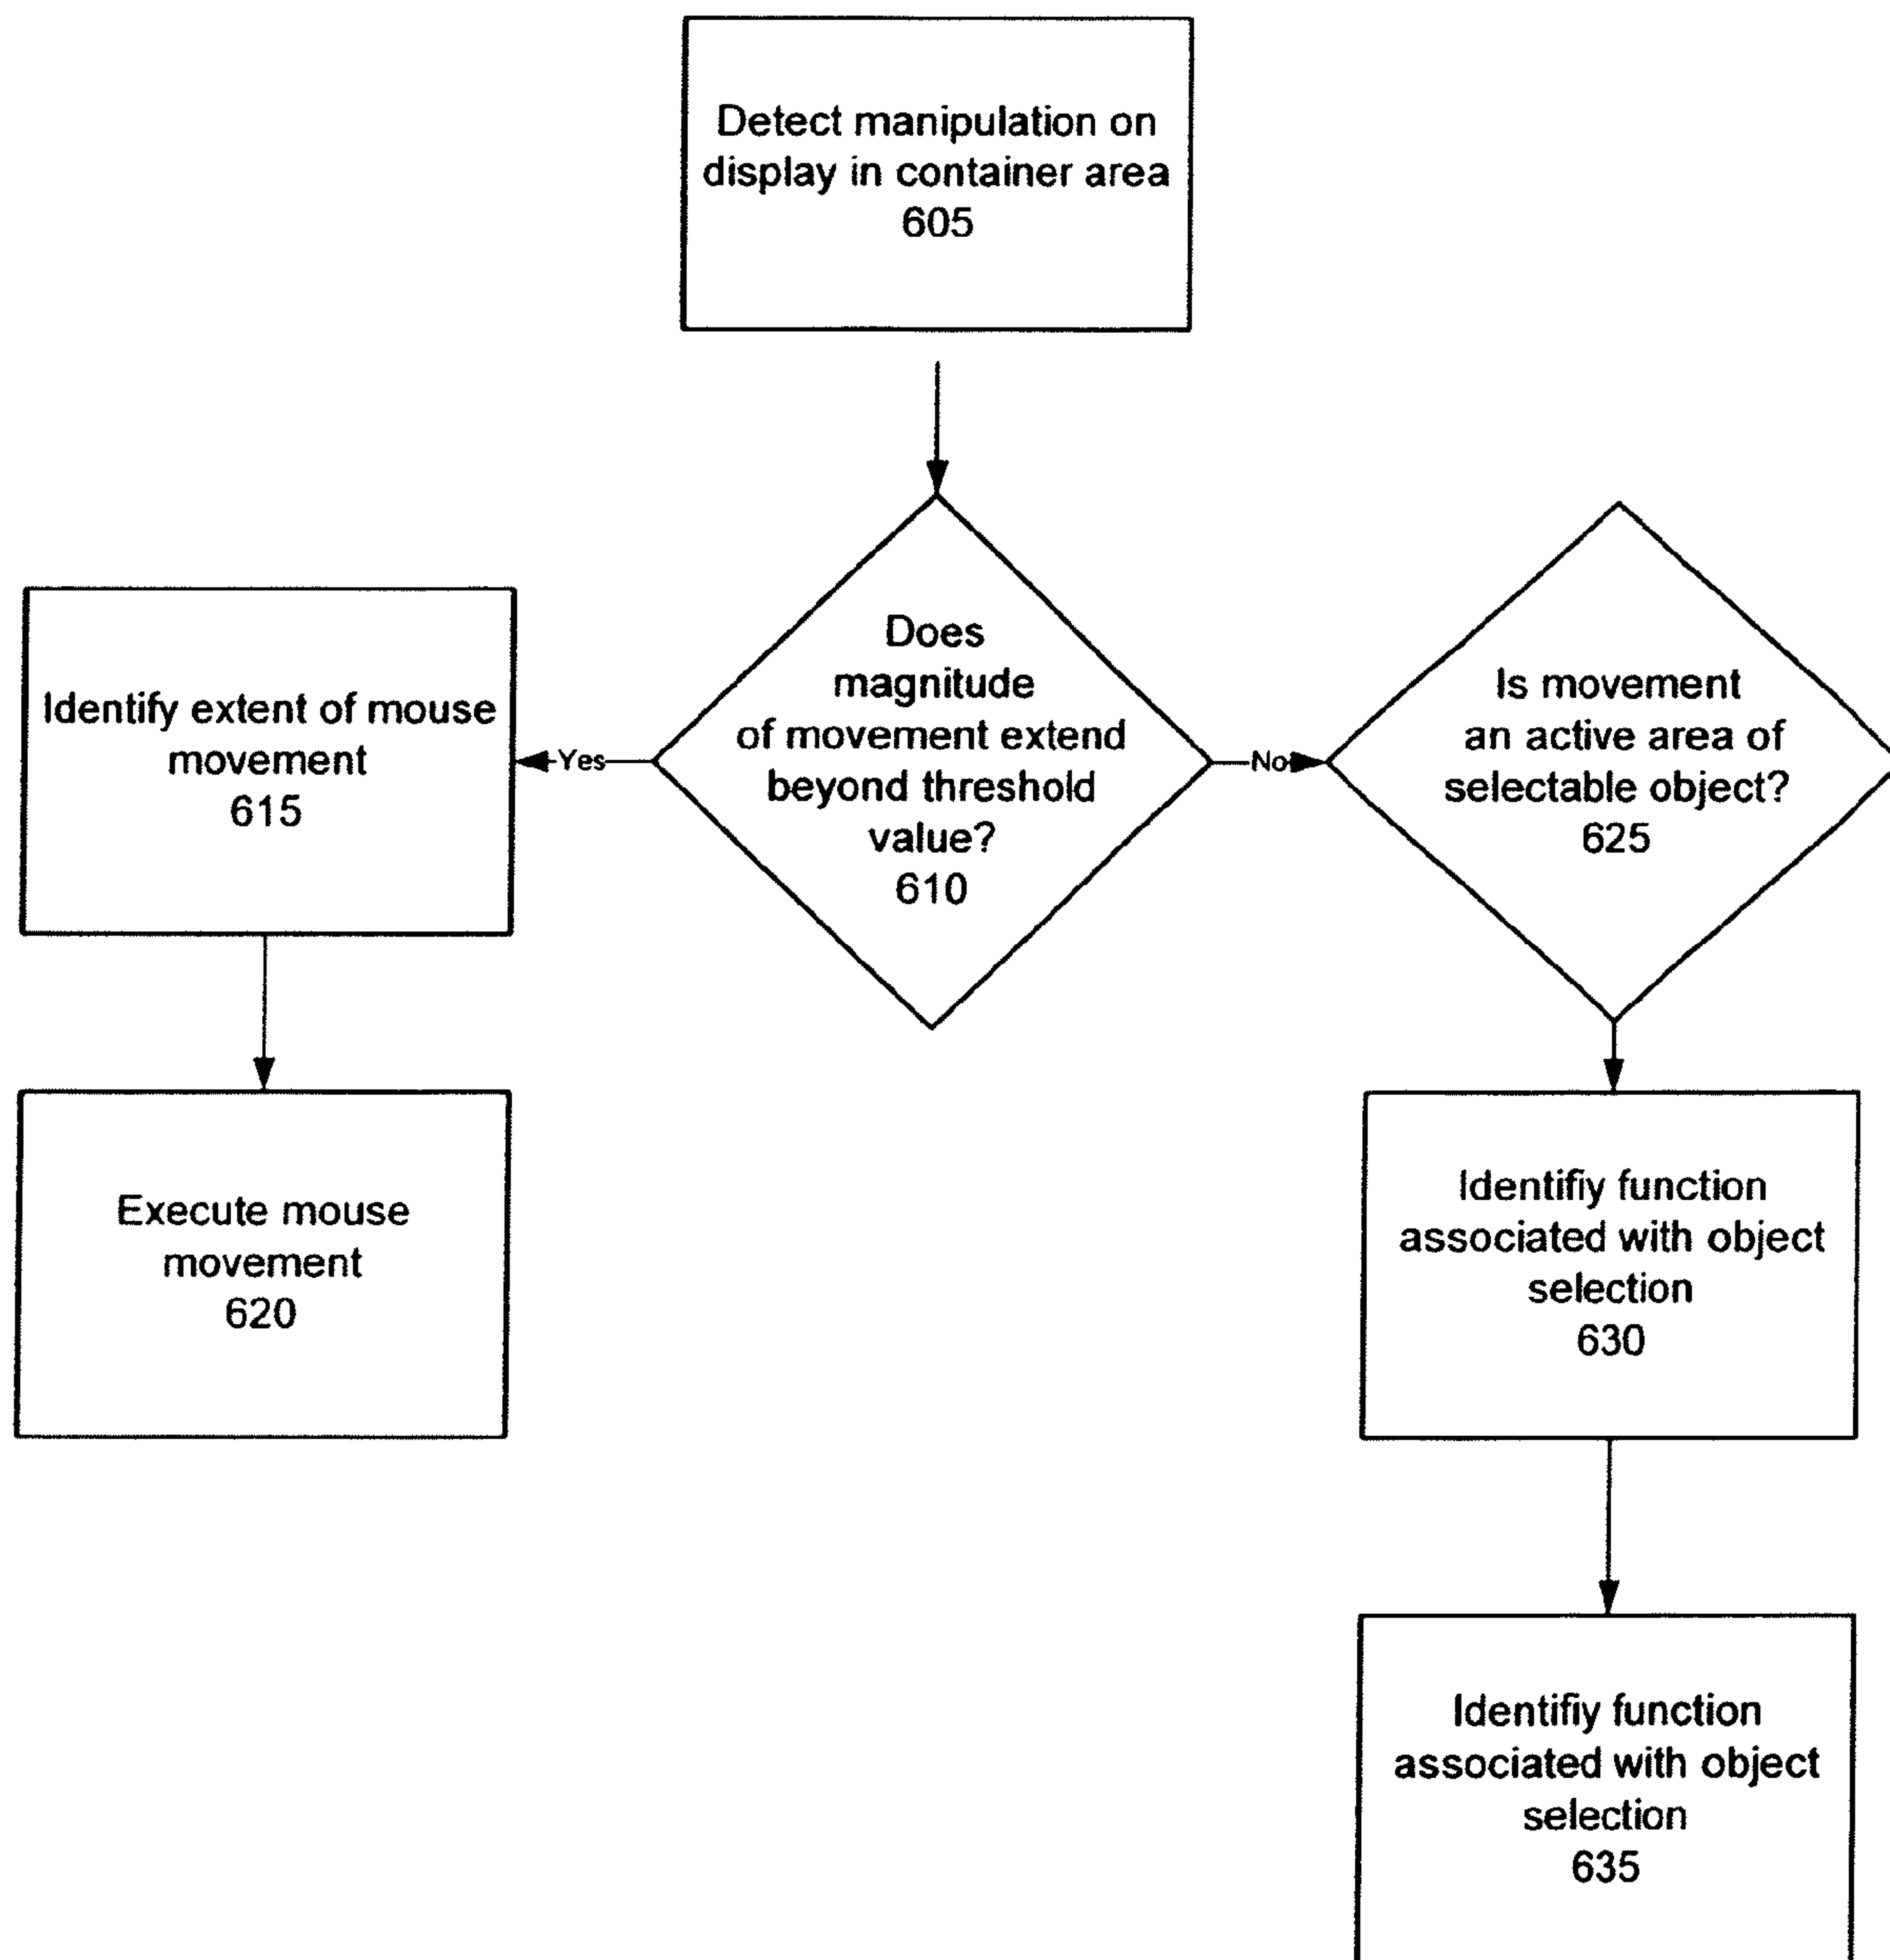 Detect manipulation on
display in container area
605
Does
magnitude
of movement extend
beyond threshold
value?
610
Yes
No
Identify extent of mouse
movement
615
Is movement
an active area of
selectable object?
625
Execute mouse
movement
620
Identifiy function
associated with object
selection
630
Identifiy function
associated with object
selection
635